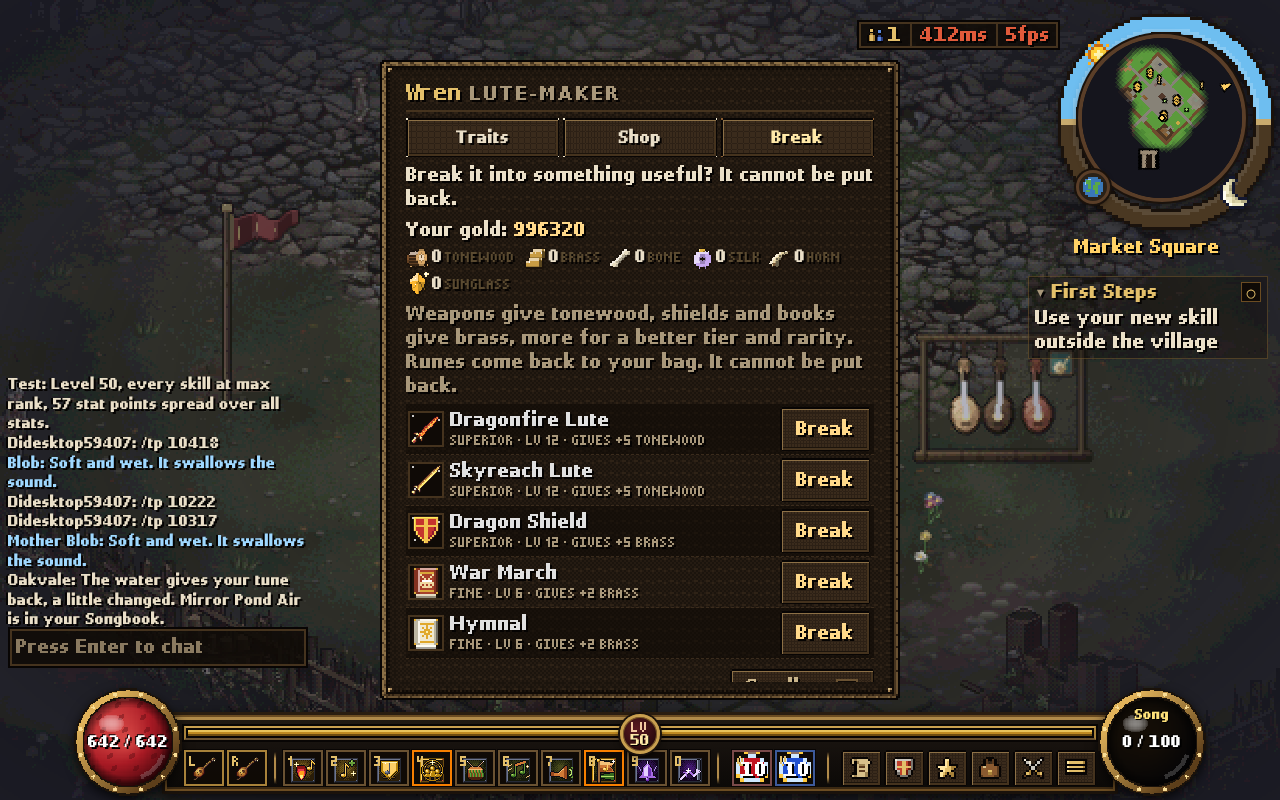 1 412ms 5fps
Wren LUTE-MAKER
Traits Shop Break
Break it into something useful? It cannot be put
back.
Your gold: 996320
0 TONEWOOD 0 BRASS 0 BONE 0 SILK 0 HORN
0 SUNGLASS
Weapons give tonewood, shields and books
give brass, more for a better tier and rarity.
Runes come back to your bag. It cannot be put
back.
Dragonfire Lute
SUPERIOR · LV 12 · GIVES +5 TONEWOOD
Break
Skyreach Lute
SUPERIOR · LV 12 · GIVES +5 TONEWOOD
Break
Dragon Shield
SUPERIOR · LV 12 · GIVES +5 BRASS
Break
War March
FINE · LV 6 · GIVES +2 BRASS
Break
Hymnal
FINE · LV 6 · GIVES +2 BRASS
Break
Market Square
First Steps
Use your new skill
outside the village
Test: Level 50, every skill at max
rank, 57 stat points spread over all
stats.
Didesktop59407: /tp 10418
Blob: Soft and wet. It swallows the
sound.
Didesktop59407: /tp 10222
Didesktop59407: /tp 10317
Mother Blob: Soft and wet. It swallows
the sound.
Oakvale: The water gives your tune
back, a little changed. Mirror Pond Air
is in your Songbook.
Press Enter to chat
642 / 642
LV
50
Song
0 / 100
L R 1 2 3 4 5 6 7 8 9 0 10 10